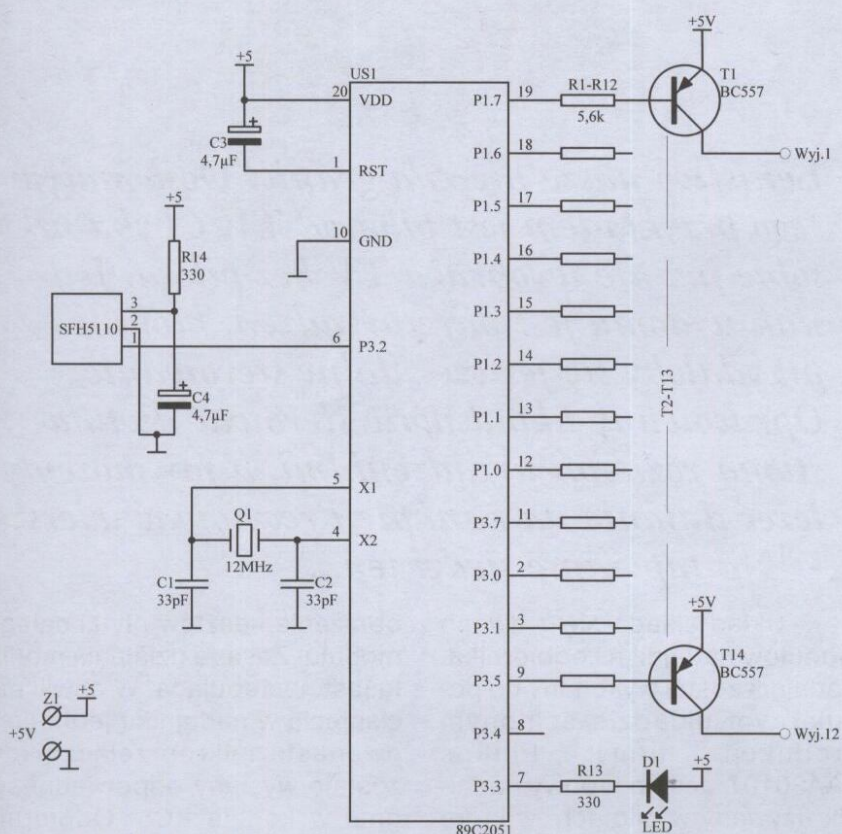 +5V
T1
BC557
+5
US1
20
VDD
P1.7
19
R1-R12
5,6k
C3
4,7µF
+
P1.6
18
Wyj.1
1
RST
P1.5
17
+5
10
GND
P1.4
16
R14
330
P1.3
15
SFH5110
3
2
1
6
P3.2
P1.2
14
T2-T13
+
C4
4,7µF
P1.1
13
P1.0
12
5
X1
P3.7
11
Q1
12MHz
4
X2
C1
33pF
C2
33pF
P3.0
2
P3.1
3
+5V
T14
BC557
P3.5
9
Z1
+5
+5V
P3.4
8
Wyj.12
P3.3
7
R13
330
D1
LED
+5
89C2051